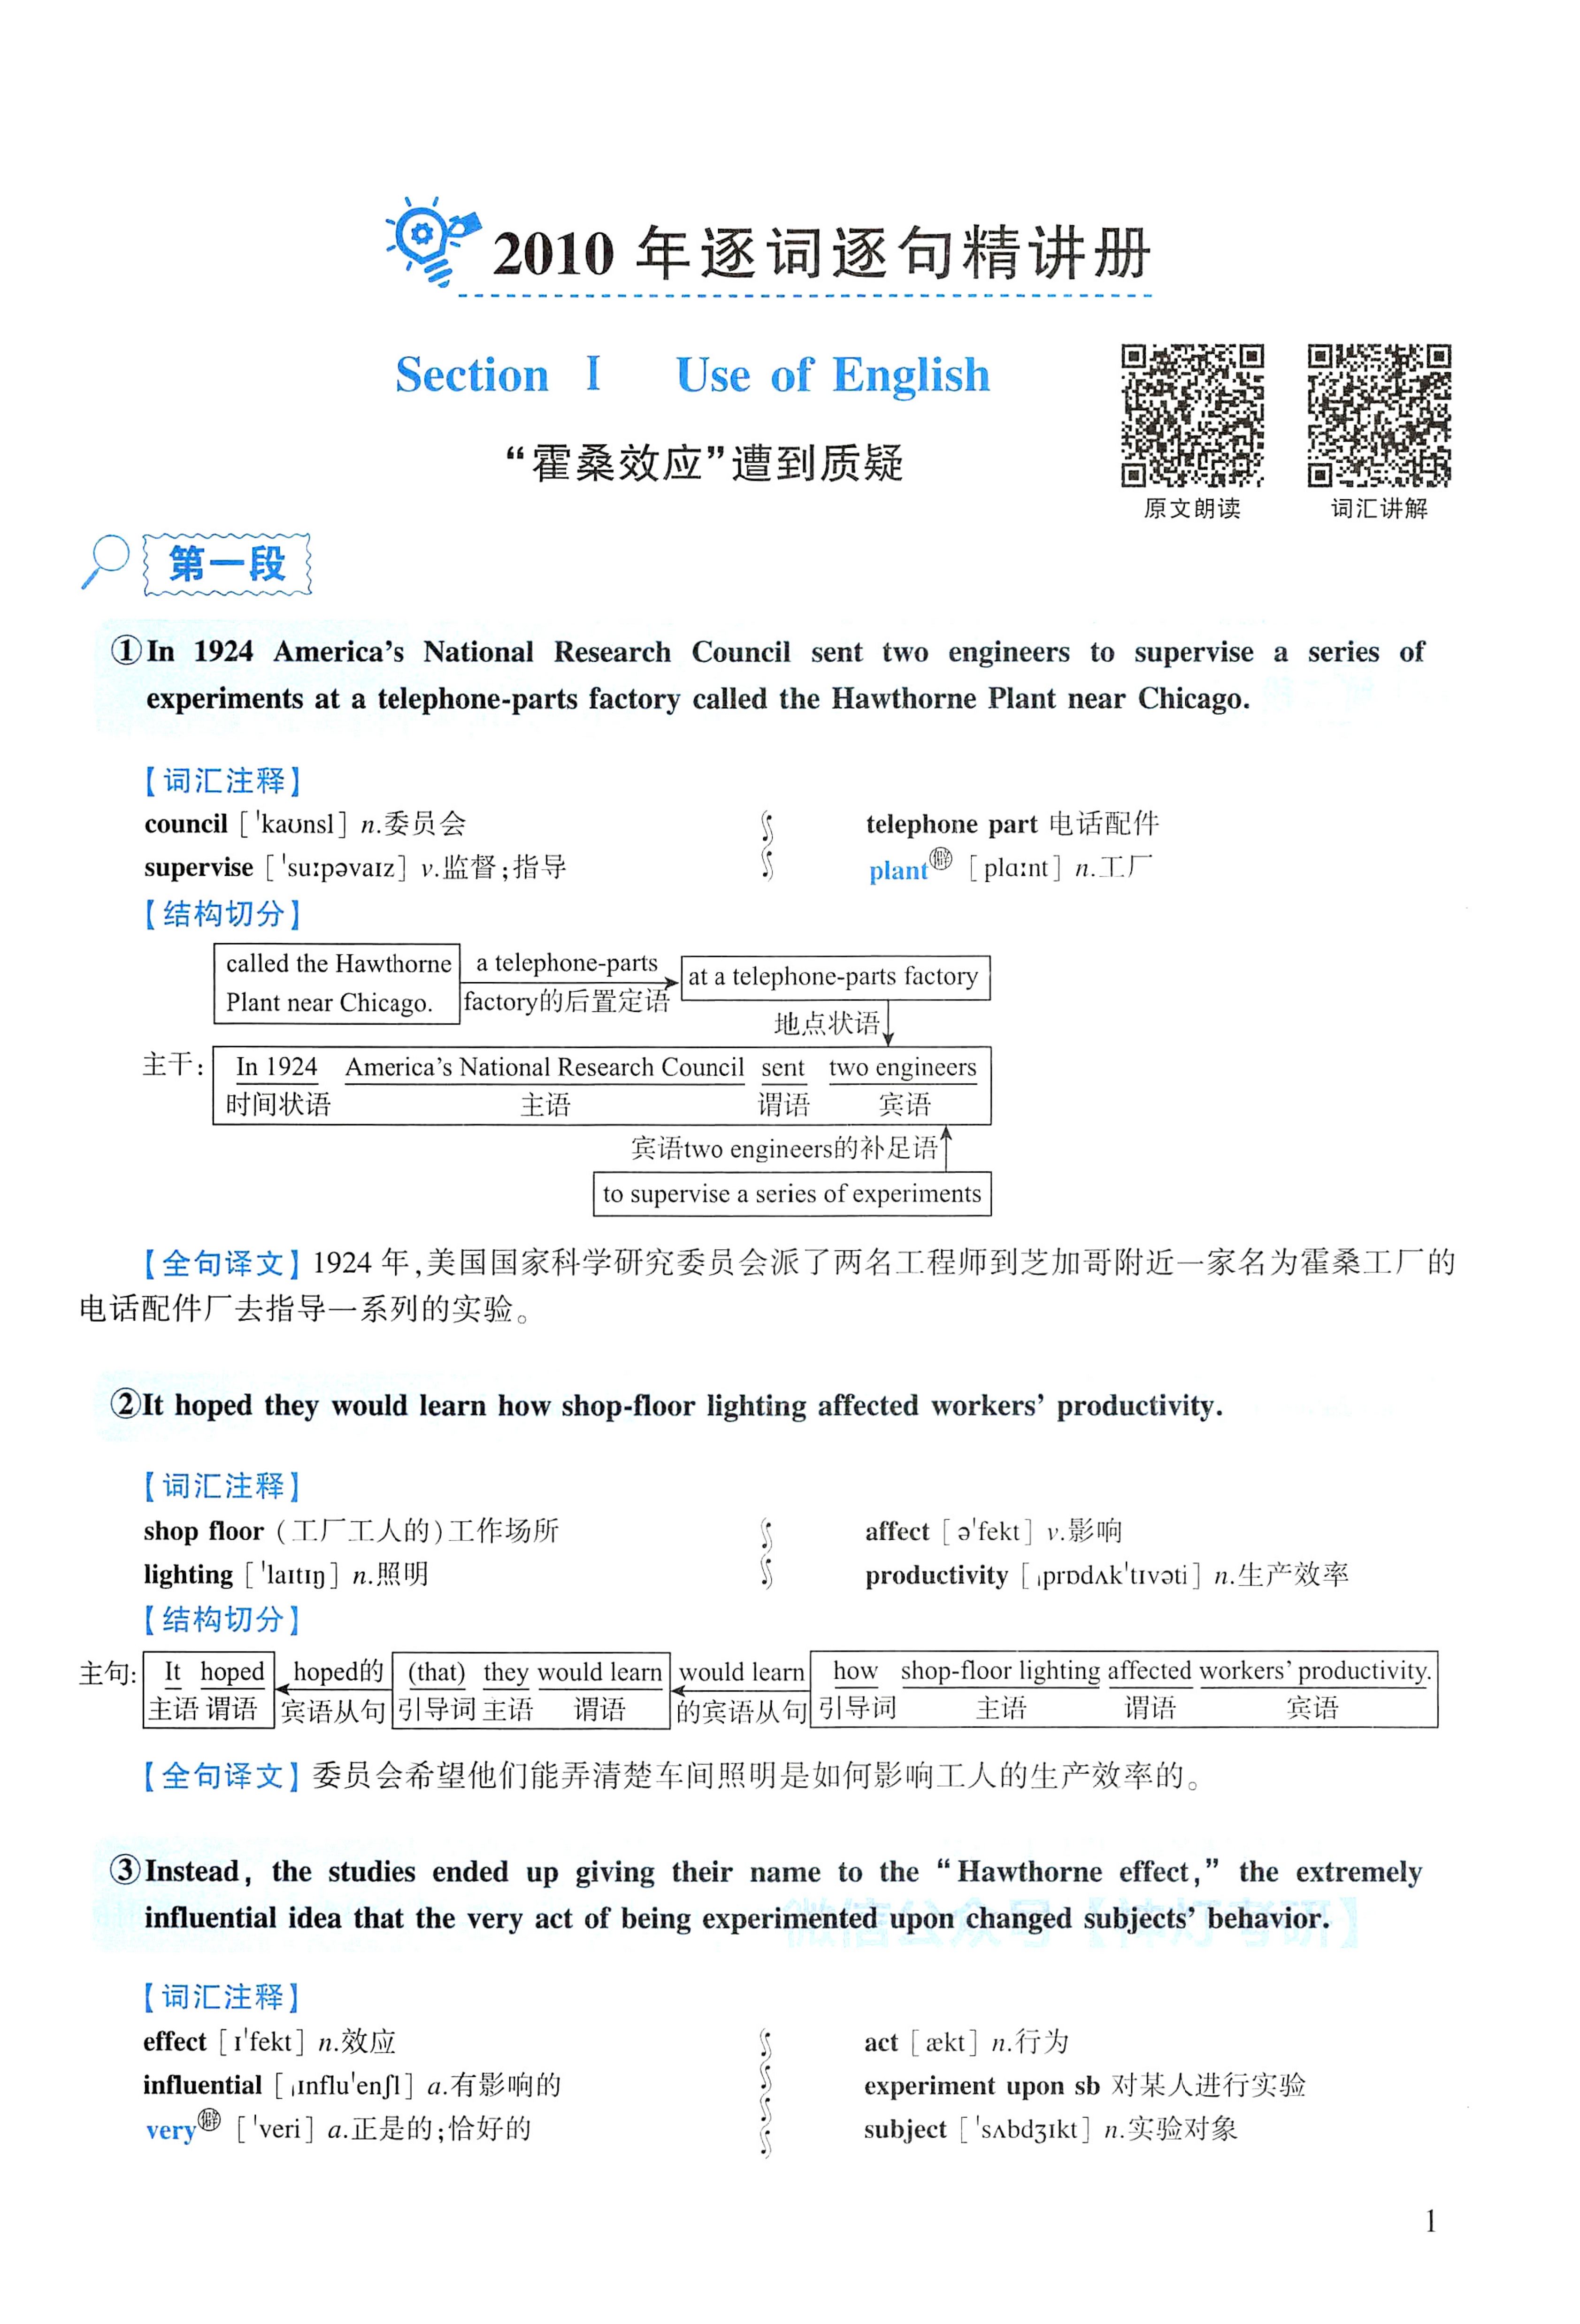 2010 年逐词逐句精讲册
Section Ⅰ Use of English
“霍桑效应”遭到质疑
原文朗读 词汇讲解
第一段
①In 1924 America’s National Research Council sent two engineers to supervise a series of
experiments at a telephone-parts factory called the Hawthorne Plant near Chicago.
【词汇注释】
council [ˈkaʊnsl] n.委员会 telephone part 电话配件
supervise [ˈsuːpəvaɪz] v.监督;指导 plant㊙ [plɑːnt] n.工厂
【结构切分】
called the Hawthorne a telephone-parts at a telephone-parts factory
Plant near Chicago. factory的后置定语
地点状语
主干: In 1924 America’s National Research Council sent two engineers
时间状语 主语 谓语 宾语
宾语two engineers的补足语
to supervise a series of experiments
【全句译文】1924 年,美国国家科学研究委员会派了两名工程师到芝加哥附近一家名为霍桑工厂的
电话配件厂去指导一系列的实验。
②It hoped they would learn how shop-floor lighting affected workers’ productivity.
【词汇注释】
shop floor (工厂工人的)工作场所 affect [əˈfekt] v.影响
lighting [ˈlaɪtɪŋ] n.照明 productivity [ˌprɒdʌkˈtɪvəti] n.生产效率
【结构切分】
主句: It hoped hoped的 (that) they would learn would learn how shop-floor lighting affected workers’ productivity.
主语 谓语 宾语从句 引导词 主语 谓语 的宾语从句 引导词 主语 谓语 宾语
【全句译文】委员会希望他们能弄清楚车间照明是如何影响工人的生产效率的。
③Instead, the studies ended up giving their name to the “Hawthorne effect,” the extremely
influential idea that the very act of being experimented upon changed subjects’ behavior.
【词汇注释】
effect [ɪˈfekt] n.效应 act [ækt] n.行为
influential [ˌɪnfluˈenʃl] a.有影响的 experiment upon sb 对某人进行实验
very僻 [ˈveri] a.正是的;恰好的 subject [ˈsʌbdʒɪkt] n.实验对象
1